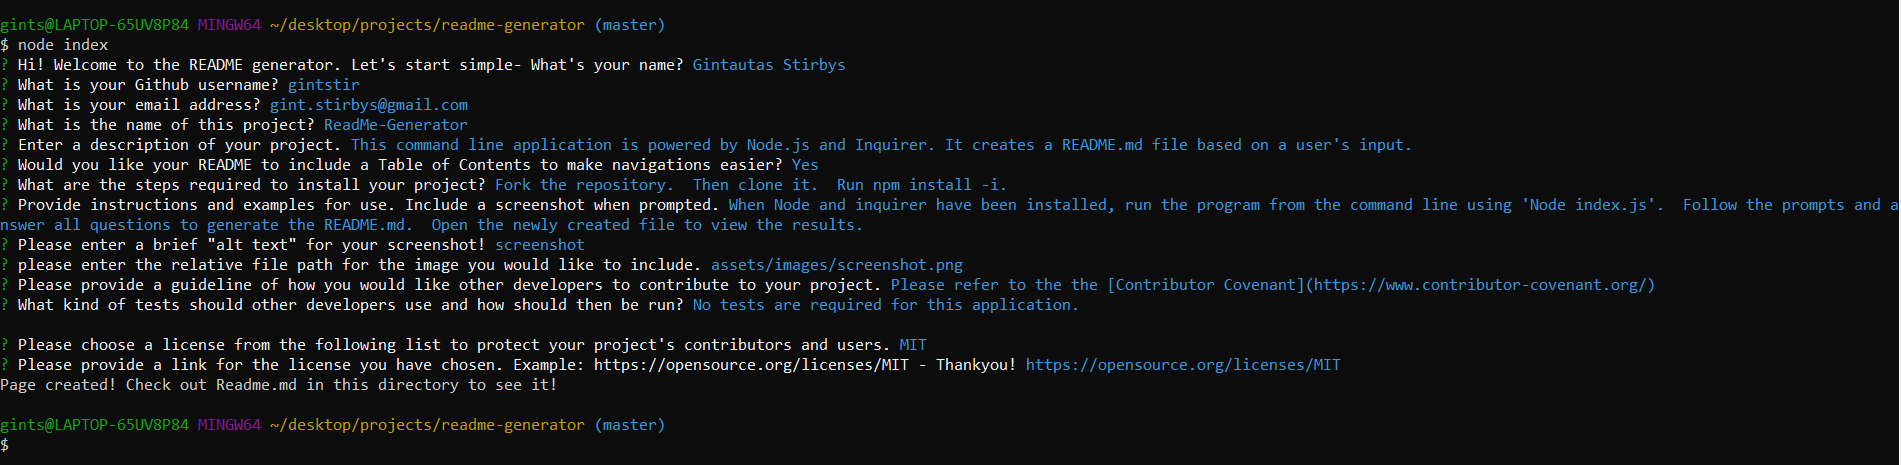 gints@LAPTOP-65UV8P84 MINGW64 ~/desktop/projects/readme-generator (master)
$ node index
? Hi! Welcome to the README generator. Let's start simple- What's your name? Gintautas Stirbys
? What is your Github username? gintstir
? What is your email address? gint.stirbys@gmail.com
? What is the name of this project? ReadMe-Generator
? Enter a description of your project. This command line application is powered by Node.js and Inquirer. It creates a README.md file based on a user's input.
? Would you like your README to include a Table of Contents to make navigations easier? Yes
? What are the steps required to install your project? Fork the repository.  Then clone it.  Run npm install -i.
? Provide instructions and examples for use. Include a screenshot when prompted. When Node and inquirer have been installed, run the program from the command line using 'Node index.js'.  Follow the prompts and a
nswer all questions to generate the README.md.  Open the newly created file to view the results.
? Please enter a brief "alt text" for your screenshot! screenshot
? please enter the relative file path for the image you would like to include. assets/images/screenshot.png
? Please provide a guideline of how you would like other developers to contribute to your project. Please refer to the the [Contributor Covenant](https://www.contributor-covenant.org/)
? What kind of tests should other developers use and how should then be run? No tests are required for this application.
? Please choose a license from the following list to protect your project's contributors and users. MIT
? Please provide a link for the license you have chosen. Example: https://opensource.org/licenses/MIT - Thankyou! https://opensource.org/licenses/MIT
Page created! Check out Readme.md in this directory to see it!
gints@LAPTOP-65UV8P84 MINGW64 ~/desktop/projects/readme-generator (master)
$